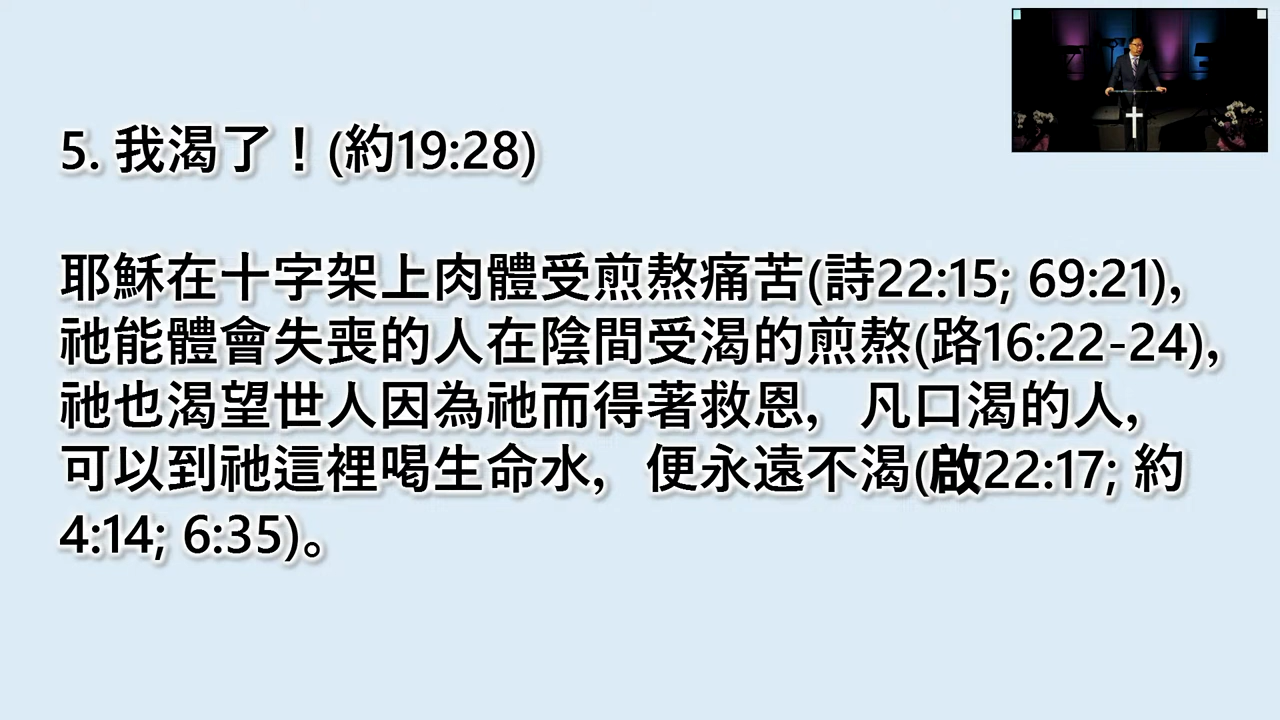 5. 我渴了！(約19:28)
耶穌在十字架上肉體受煎熬痛苦(詩22:15; 69:21)，
祂能體會失喪的人在陰間受渴的煎熬(路16:22-24)，
祂也渴望世人因為祂而得著救恩，凡口渴的人，
可以到祂這裡喝生命水，便永遠不渴(啟22:17; 約
4:14; 6:35)。